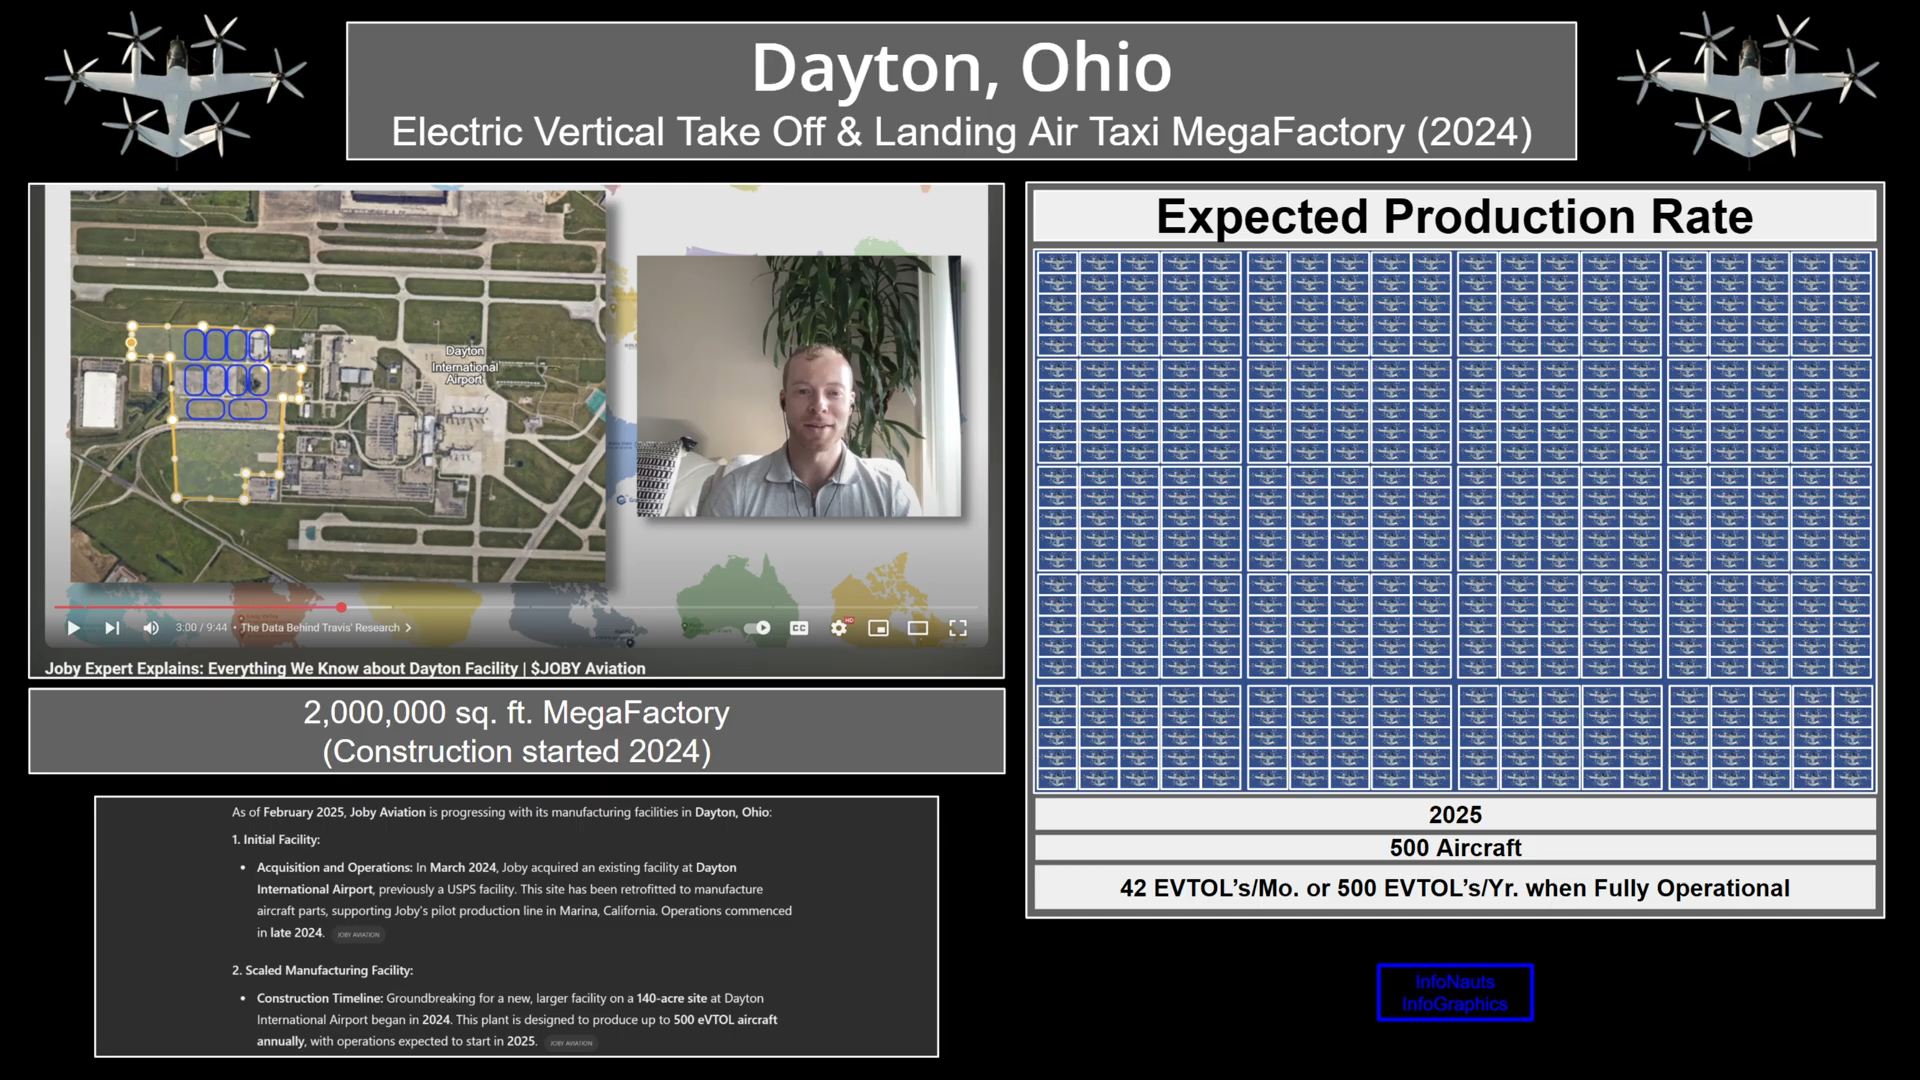 Dayton, Ohio
Electric Vertical Take Off & Landing Air Taxi MegaFactory (2024)
Dayton
International
Airport
3:00 / 9:44 • The Data Behind Travis' Research >
CC
HD
Joby Expert Explains: Everything We Know about Dayton Facility | $JOBY Aviation
2,000,000 sq. ft. MegaFactory
(Construction started 2024)
As of February 2025, Joby Aviation is progressing with its manufacturing facilities in Dayton, Ohio:
1. Initial Facility:
• Acquisition and Operations: In March 2024, Joby acquired an existing facility at Dayton
International Airport, previously a USPS facility. This site has been retrofitted to manufacture
aircraft parts, supporting Joby's pilot production line in Marina, California. Operations commenced
in late 2024. JOBY AVIATION
2. Scaled Manufacturing Facility:
• Construction Timeline: Groundbreaking for a new, larger facility on a 140-acre site at Dayton
International Airport began in 2024. This plant is designed to produce up to 500 eVTOL aircraft
annually, with operations expected to start in 2025. JOBY AVIATION
Expected Production Rate
2025
500 Aircraft
42 EVTOL's/Mo. or 500 EVTOL's/Yr. when Fully Operational
InfoNauts
InfoGraphics